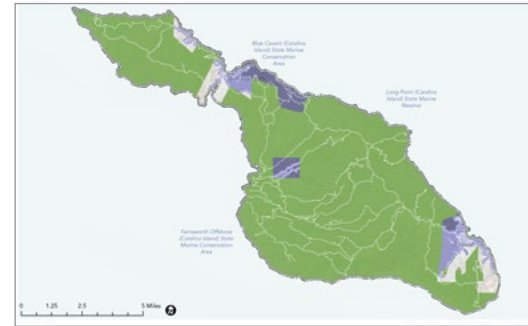 Blue Cavern (Catalina
Island) State Marine
Conservation
Area
Long Point (Catalina
Island) State Marine
Reserve
Farnsworth Offshore
(Catalina Island) State
Marine Conservation
Area
0 1.25 2.5 5 Miles